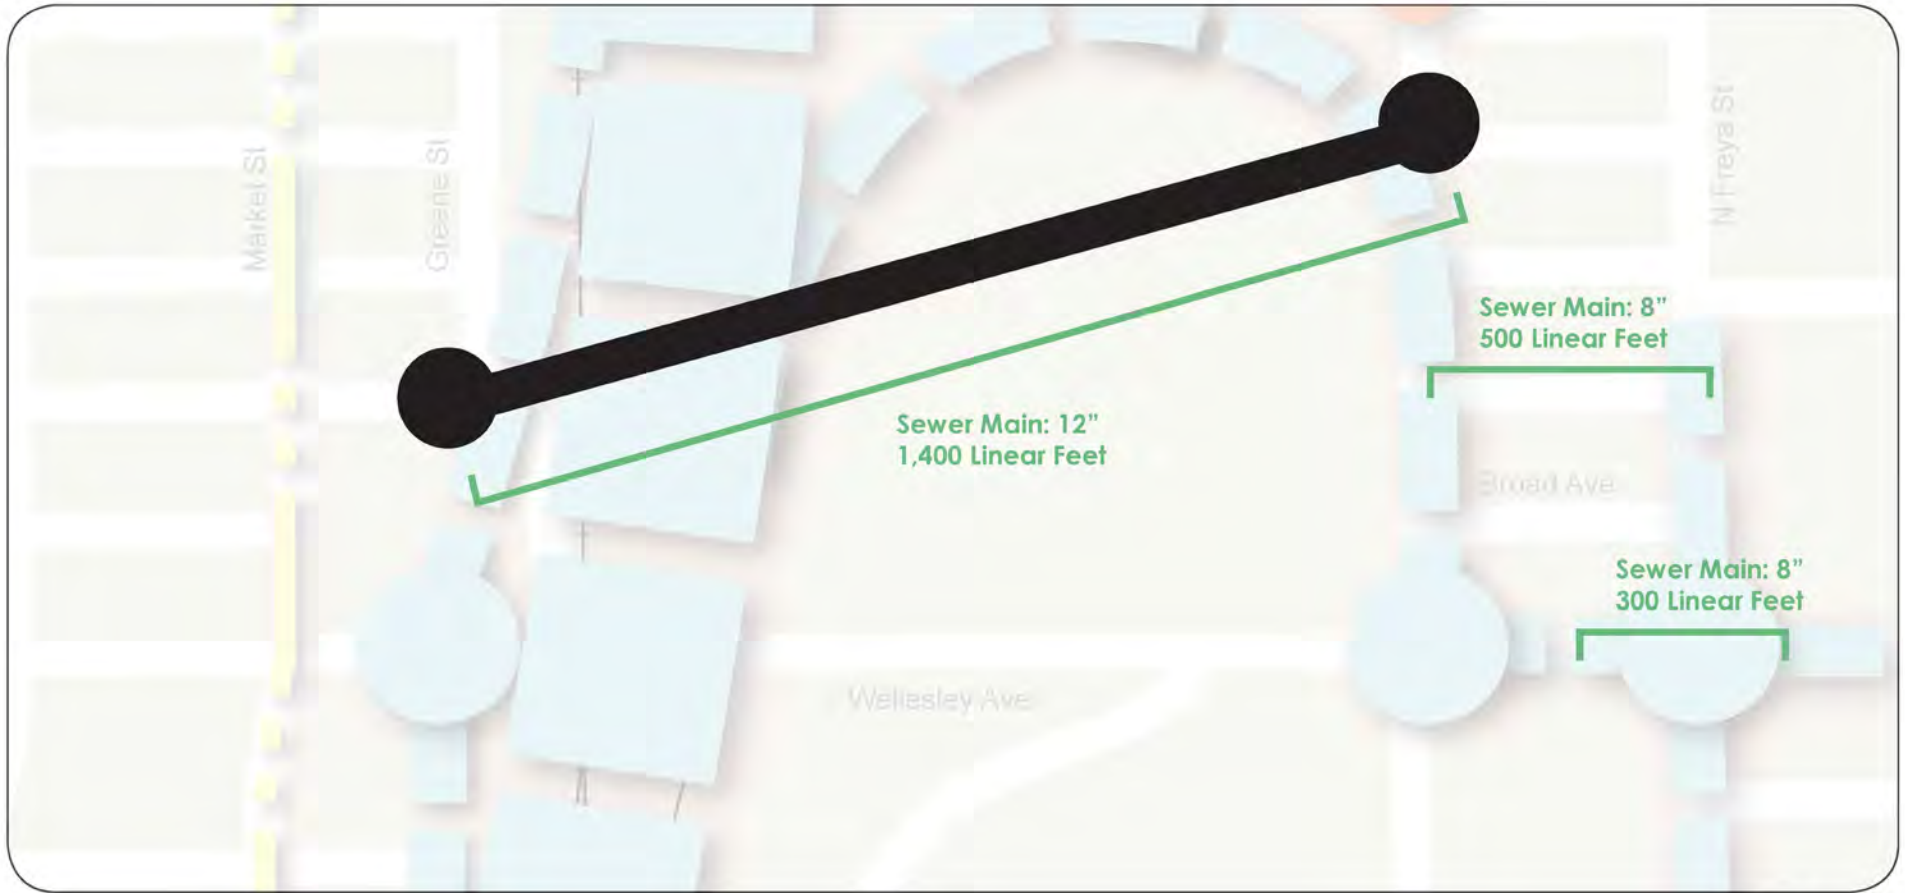 Market St
Greene St
N Freya St
Sewer Main: 8”
500 Linear Feet
Sewer Main: 12”
1,400 Linear Feet
Broad Ave
Sewer Main: 8”
300 Linear Feet
Wellesley Ave